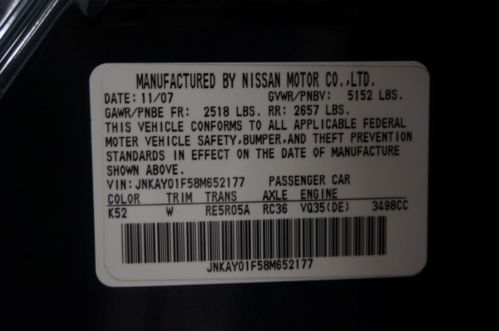 MANUFACTURED BY NISSAN MOTOR CO.,LTD.
DATE: 11/07 GVWR/PNBV: 5152 LBS.
GAWR/PNBE FR: 2518 LBS. RR: 2657 LBS.
THIS VEHICLE CONFORMS TO ALL APPLICABLE FEDERAL
MOTOR VEHICLE SAFETY,BUMPER,AND THEFT PREVENTION
STANDARDS IN EFFECT ON THE DATE OF MANUFACTURE
SHOWN ABOVE.
VIN: JNKAY01F58M652177 PASSENGER CAR
COLOR TRIM TRANS AXLE ENGINE
K52 W RE5R05A RC36 VQ35(DE) 3498CC
JNKAY01F58M652177